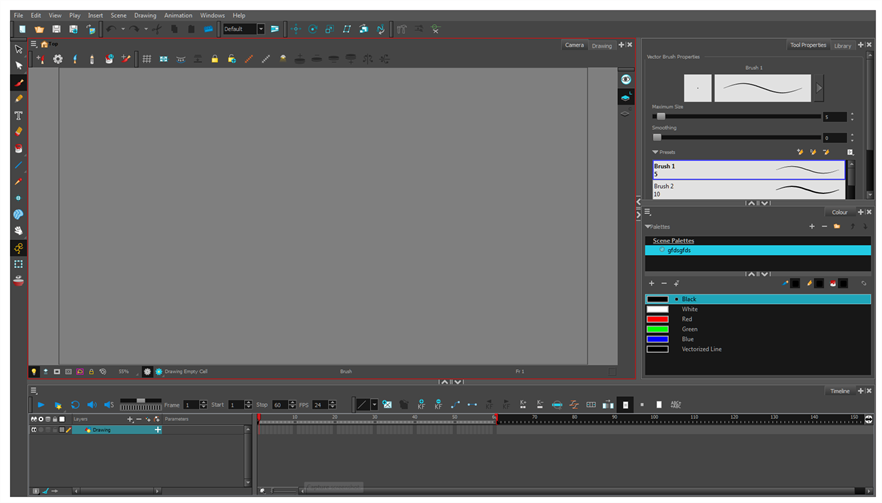 File Edit View Play Insert Scene Drawing Animation Windows Help
Default
Top
Camera Drawing
Tool Properties Library
Vector Brush Properties
Brush 1
Maximum Size
5
Smoothing
0
Presets
Brush 1
5
Brush 2
10
Colour
Palettes
Scene Palettes
gfdsgfds
Black
White
Red
Green
Blue
Vectorized Line
Drawing Empty Cell Brush Fr 1
Timeline
Frame 1 Start 1 Stop 60 FPS 24
Layers Parameters
10 20 30 40 50 60 70 80 90 100 110 120 130 140 150
Drawing